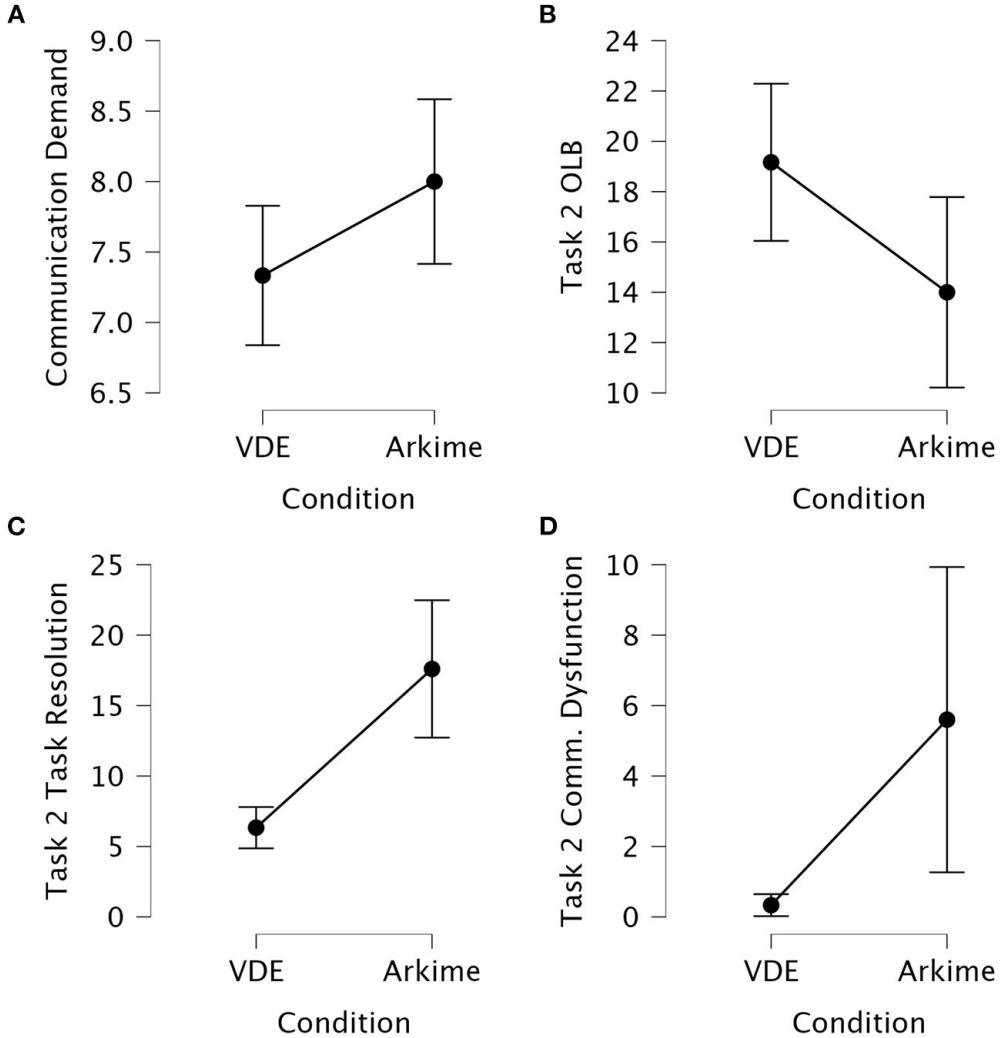 A
Communication Demand
9.0
8.5
8.0
7.5
7.0
6.5
VDE
Arkime
Condition
B
Task 2 OLB
24
22
20
18
16
14
12
10
VDE
Arkime
Condition
C
Task 2 Task Resolution
25
20
15
10
5
0
VDE
Arkime
Condition
D
Task 2 Comm. Dysfunction
10
8
6
4
2
0
VDE
Arkime
Condition